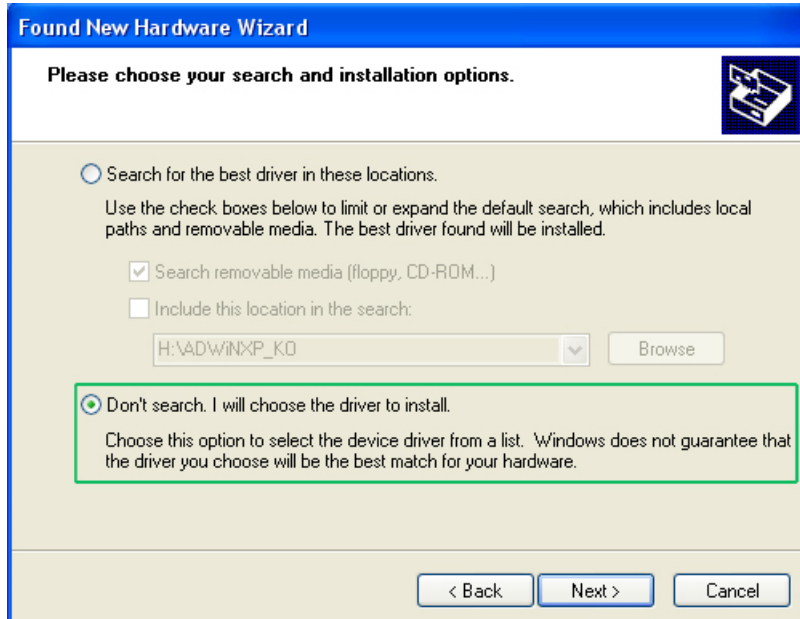 Found New Hardware Wizard
Please choose your search and installation options.
Search for the best driver in these locations.
Use the check boxes below to limit or expand the default search, which includes local
paths and removable media. The best driver found will be installed.
Search removable media (floppy, CD-ROM...)
Include this location in the search:
H:\ADWiNXP_KO
Browse
Don't search. I will choose the driver to install.
Choose this option to select the device driver from a list. Windows does not guarantee that
the driver you choose will be the best match for your hardware.
< Back
Next >
Cancel